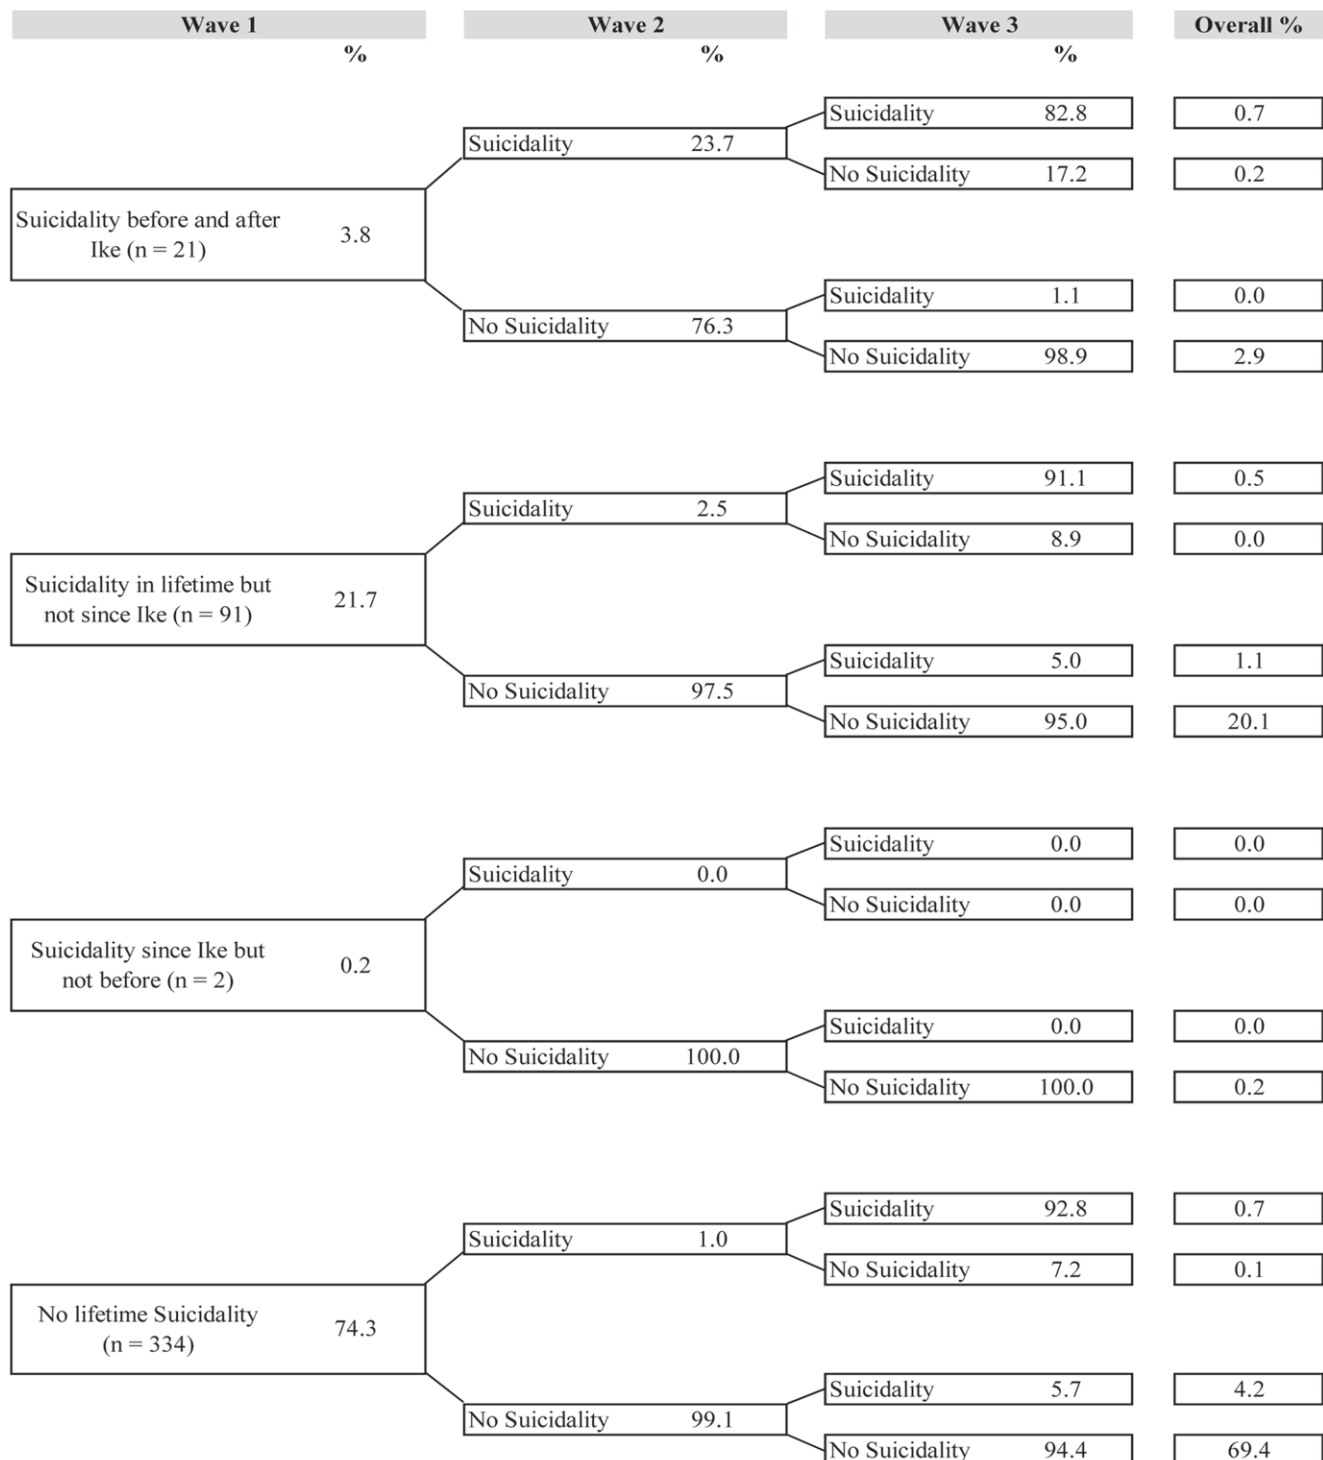 Wave 1 Wave 2 Wave 3 Overall %
% % %
Suicidality 82.8 0.7
Suicidality 23.7
No Suicidality 17.2 0.2
Suicidality before and after
Ike (n = 21) 3.8
Suicidality 1.1 0.0
No Suicidality 76.3
No Suicidality 98.9 2.9
Suicidality 91.1 0.5
Suicidality 2.5
No Suicidality 8.9 0.0
Suicidality in lifetime but
not since Ike (n = 91) 21.7
Suicidality 5.0 1.1
No Suicidality 97.5
No Suicidality 95.0 20.1
Suicidality 0.0 0.0
Suicidality 0.0
No Suicidality 0.0 0.0
Suicidality since Ike but
not before (n = 2) 0.2
Suicidality 0.0 0.0
No Suicidality 100.0
No Suicidality 100.0 0.2
Suicidality 92.8 0.7
Suicidality 1.0
No Suicidality 7.2 0.1
No lifetime Suicidality
(n = 334) 74.3
Suicidality 5.7 4.2
No Suicidality 99.1
No Suicidality 94.4 69.4